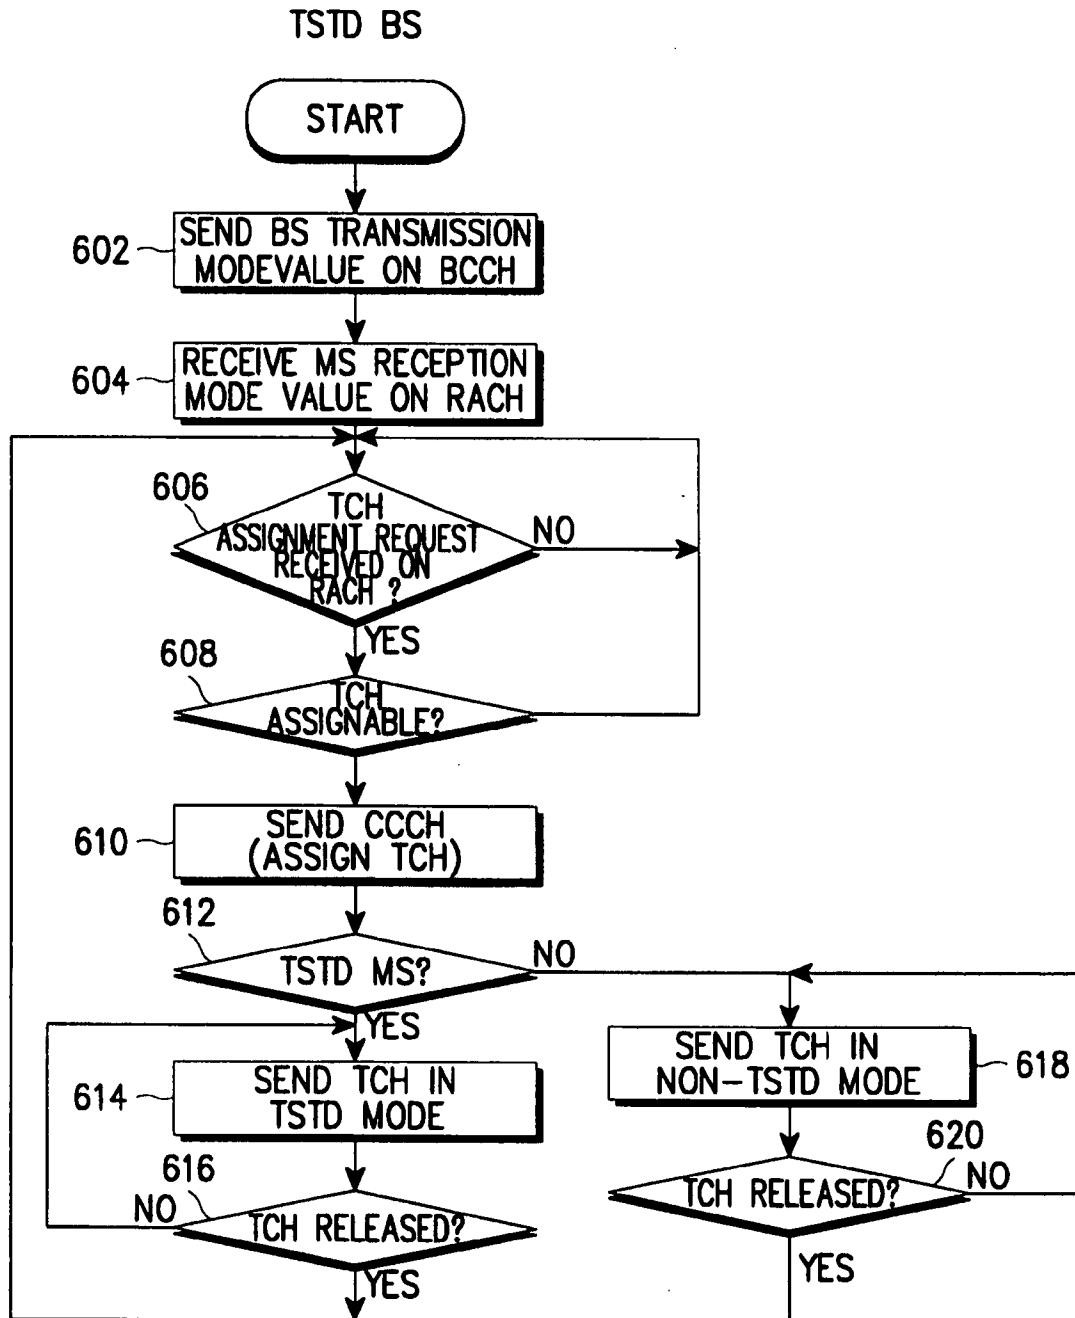 TSTD BS
START
602
SEND BS TRANSMISSION
MODEVALUE ON BCCH
604
RECEIVE MS RECEPTION
MODE VALUE ON RACH
606
TCH
ASSIGNMENT REQUEST
RECEIVED ON
RACH ?
NO
YES
608
TCH
ASSIGNABLE?
610
SEND CCCH
(ASSIGN TCH)
612
TSTD MS?
NO
YES
614
SEND TCH IN
TSTD MODE
SEND TCH IN
NON-TSTD MODE
618
616
TCH RELEASED?
NO
YES
620
TCH RELEASED?
NO
YES